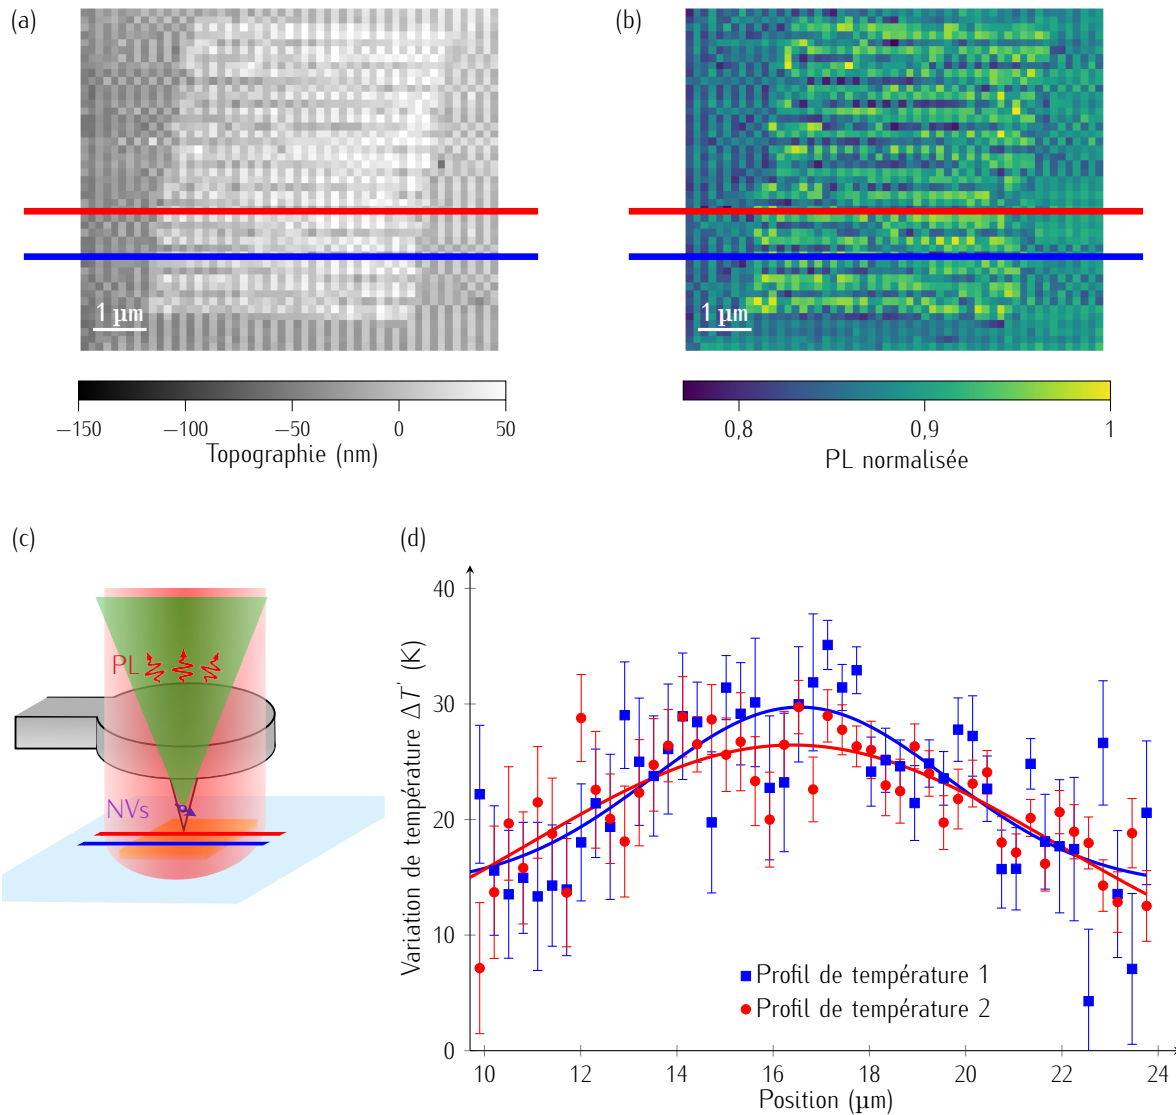 (a)
(b)
1 µm
1 µm
−150
−100
−50
0
50
Topographie (nm)
0,8
0,9
1
PL normalisée
(c)
(d)
PL
NVs
Variation de température ΔT′ (K)
40
30
20
10
0
Profil de température 1
Profil de température 2
10
12
14
16
18
20
22
24
Position (µm)